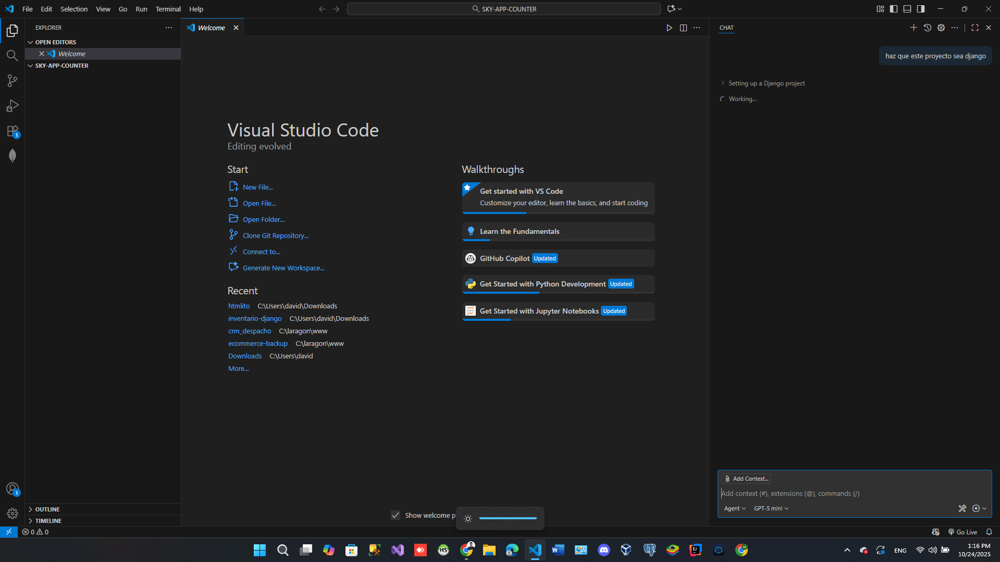 File Edit Selection View Go Run Terminal Help
SKY-APP-COUNTER
EXPLORER
OPEN EDITORS
Welcome
SKY-APP-COUNTER
OUTLINE
TIMELINE
Welcome
Visual Studio Code
Editing evolved
Start
New File...
Open File...
Open Folder...
Clone Git Repository...
Connect to...
Generate New Workspace...
Recent
htmlito C:\Users\david\Downloads
inventario-django C:\Users\david\Downloads
crm_despacho C:\laragon\www
ecommerce-backup C:\laragon\www
Downloads C:\Users\david
More...
Walkthroughs
Get started with VS Code
Customize your editor, learn the basics, and start coding
Learn the Fundamentals
GitHub Copilot Updated
Get Started with Python Development Updated
Get Started with Jupyter Notebooks Updated
Show welcome p
CHAT
haz que este proyecto sea django
Setting up a Django project
Working...
Add Context...
Add context (#), extensions (@), commands (/)
Agent GPT-5 mini
1
1
0 0
Go Live
HS
IJ
M
ENG
1:16 PM
10/24/2025